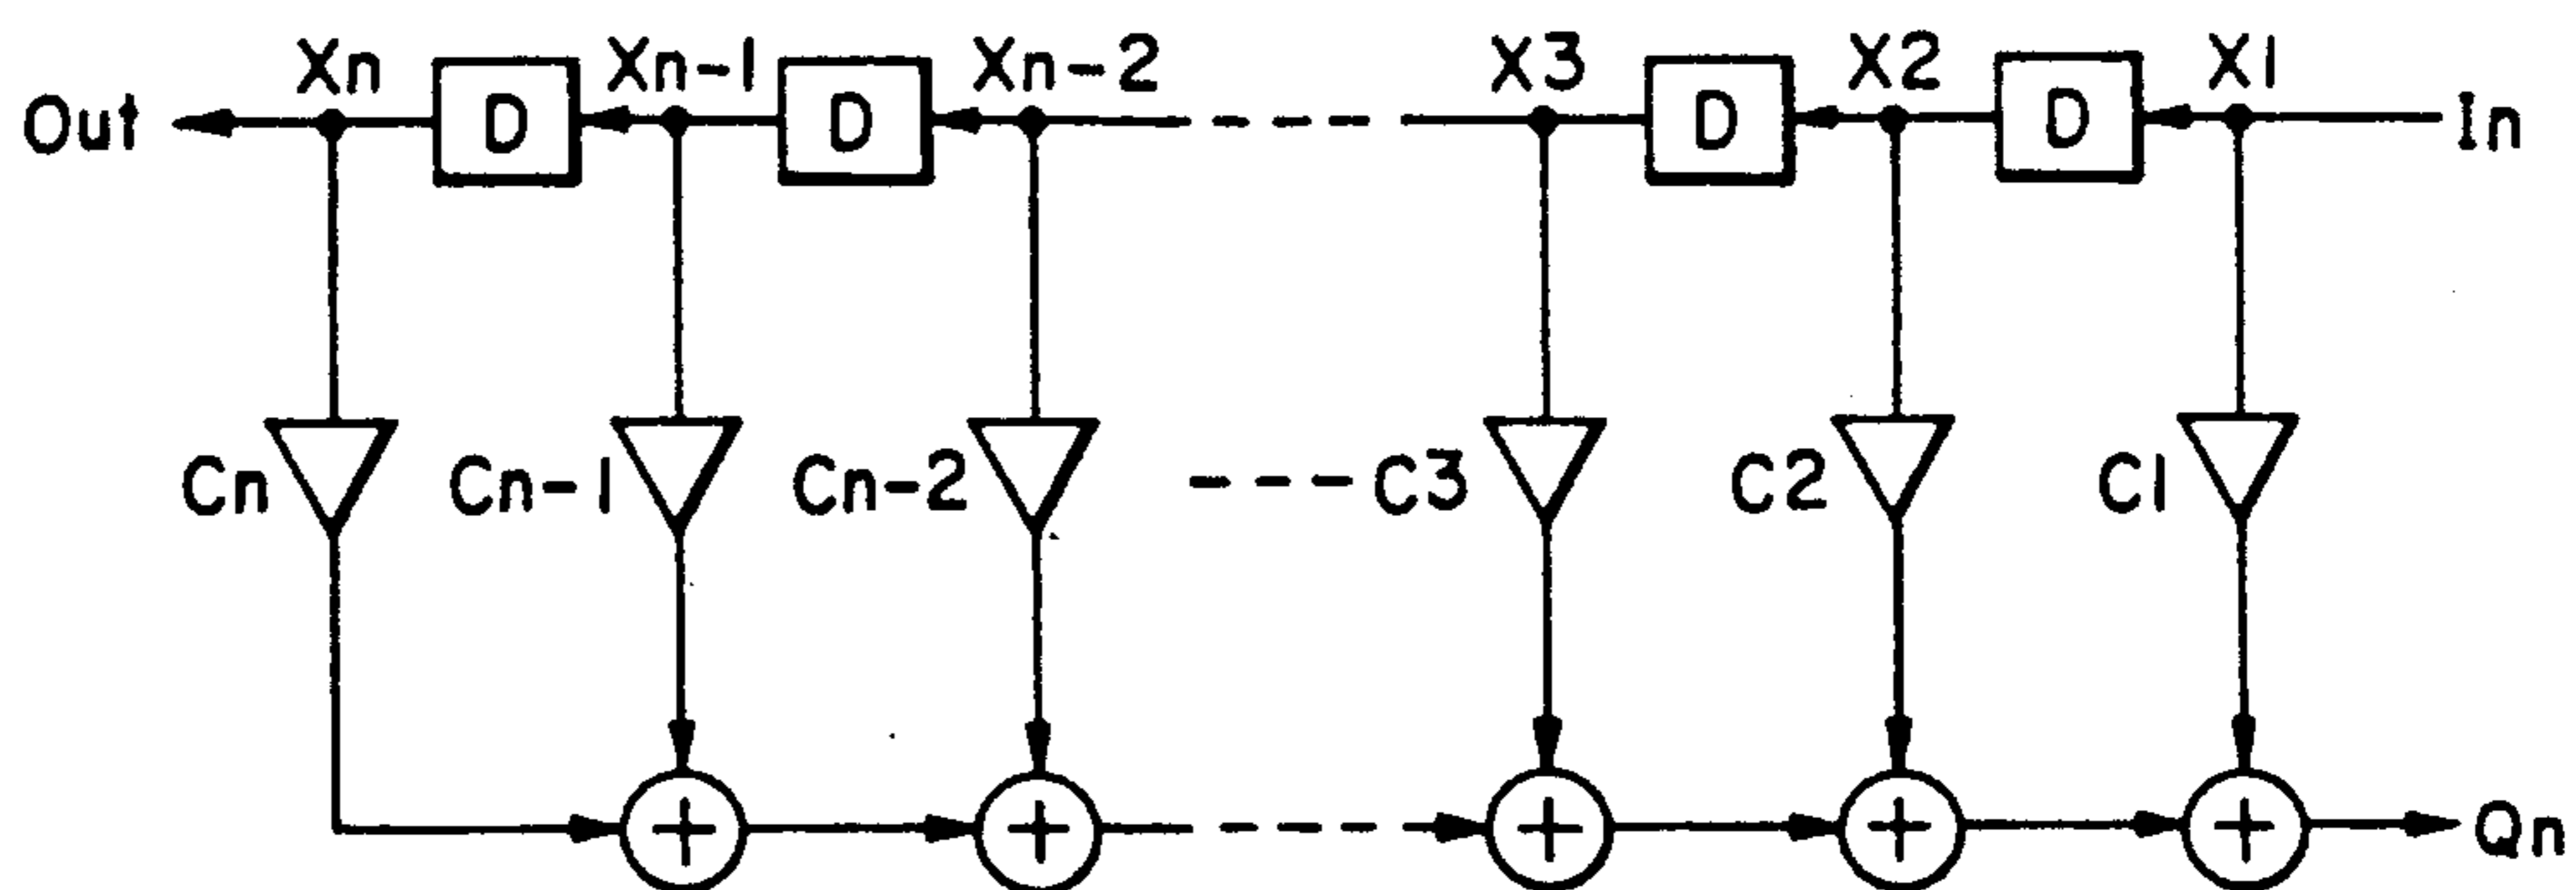 Out Xn D Xn-1 D Xn-2 ---- X3 D X2 D X1 In
Cn Cn-1 Cn-2 ---- C3 C2 C1
+ + ---- + + + Qn